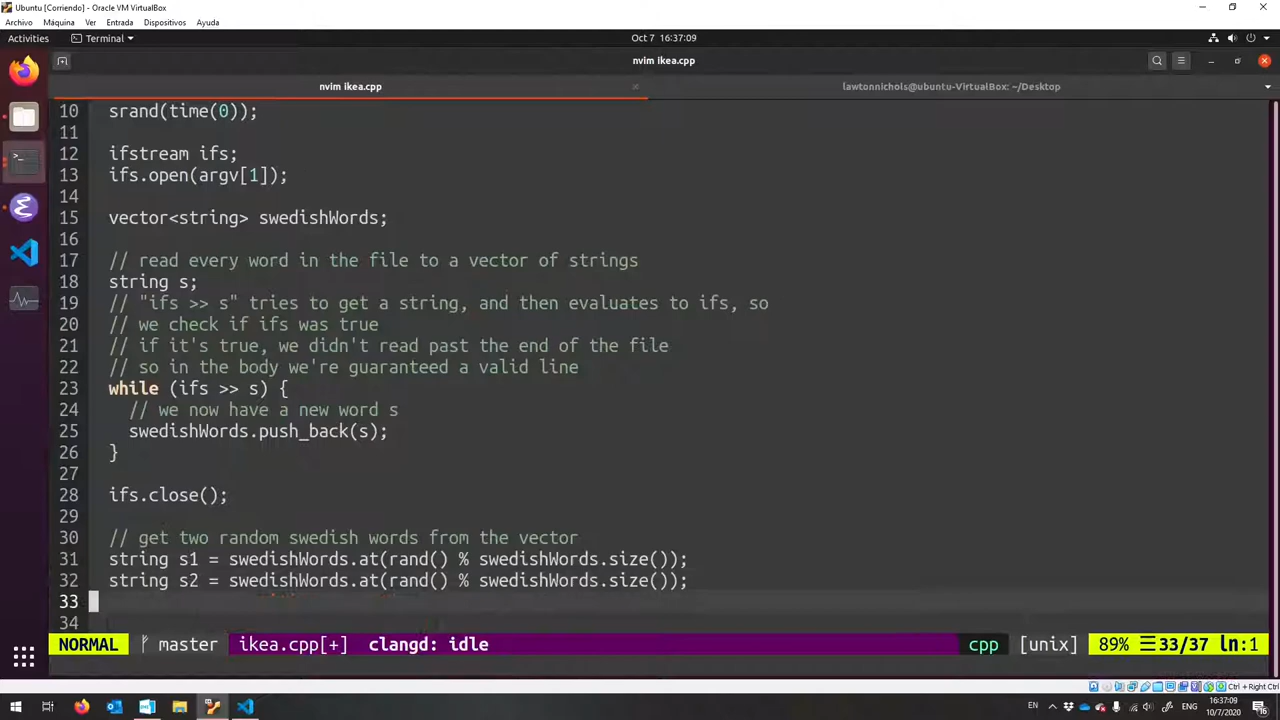 Ubuntu [Corriendo] - Oracle VM VirtualBox
Archivo Máquina Ver Entrada Dispositivos Ayuda
Activities Terminal Oct 7 16:37:09
nvim ikea.cpp
nvim ikea.cpp lawtonnichols@ubuntu-VirtualBox: ~/Desktop
10 srand(time(0));
11
12 ifstream ifs;
13 ifs.open(argv[1]);
14
15 vector<string> swedishWords;
16
17 // read every word in the file to a vector of strings
18 string s;
19 // "ifs >> s" tries to get a string, and then evaluates to ifs, so
20 // we check if ifs was true
21 // if it's true, we didn't read past the end of the file
22 // so in the body we're guaranteed a valid line
23 while (ifs >> s) {
24 // we now have a new word s
25 swedishWords.push_back(s);
26 }
27
28 ifs.close();
29
30 // get two random swedish words from the vector
31 string s1 = swedishWords.at(rand() % swedishWords.size());
32 string s2 = swedishWords.at(rand() % swedishWords.size());
33
34
NORMAL master ikea.cpp[+] clangd: idle cpp [unix] 89% ☰33/37 ln:1
Ctrl + Right Ctrl
EN ENG 16:37:09
10/7/2020 16